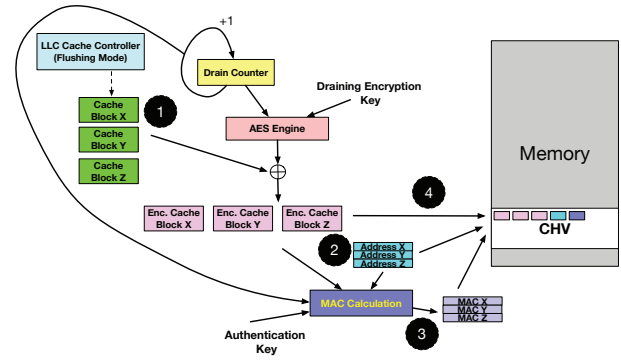 +1
LLC Cache Controller
(Flushing Mode)
Drain Counter
Draining Encryption
Key
Cache
Block X
1
Cache
Block Y
Cache
Block Z
AES Engine
Memory
4
Enc. Cache
Block X
Enc. Cache
Block Y
Enc. Cache
Block Z
CHV
2
Address X
Address Y
Address Z
MAC Calculation
MAC X
MAC Y
MAC Z
3
Authentication
Key